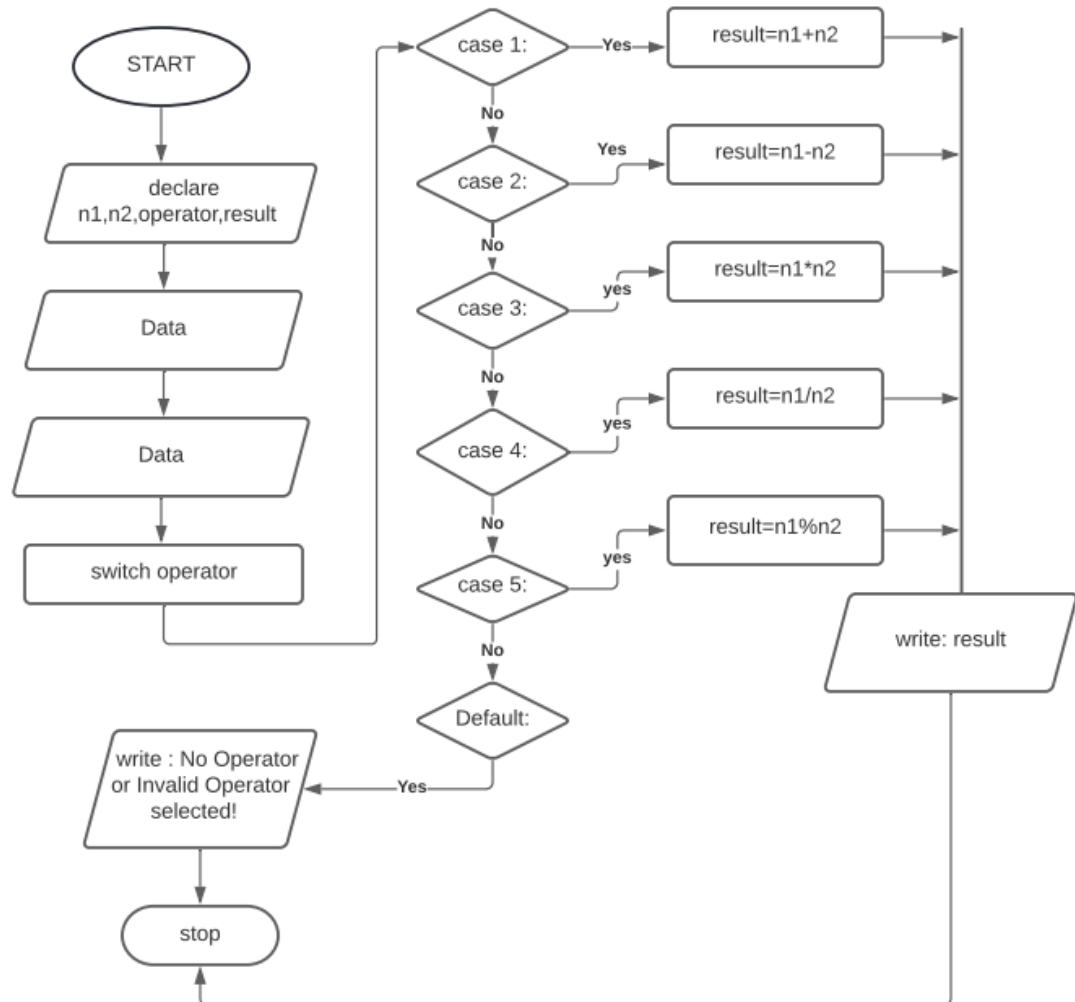 START
declare
n1,n2,operator,result
Data
Data
switch operator
case 1:
Yes
result=n1+n2
No
case 2:
Yes
result=n1-n2
No
case 3:
yes
result=n1*n2
No
case 4:
yes
result=n1/n2
No
case 5:
yes
result=n1%n2
No
Default:
Yes
write : No Operator
or Invalid Operator
selected!
write: result
stop